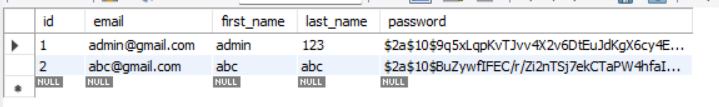 id email first_name last_name password
1 admin@gmail.com admin 123 $2a$10$9q5xLqpKvTJvv4X2v6DtEuJdKgX6cy4E...
2 abc@gmail.com abc abc $2a$10$BuZywfIFEC/r/Zi2nTSj7ekCTaPW4hfaI...
NULL NULL NULL NULL NULL